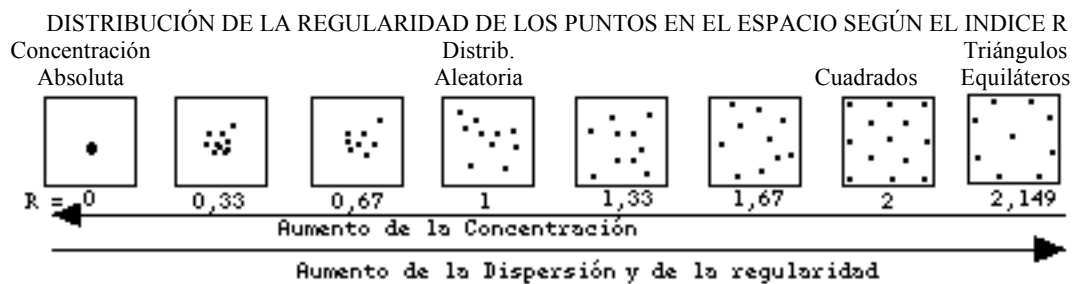 DISTRIBUCIÓN DE LA REGULARIDAD DE LOS PUNTOS EN EL ESPACIO SEGÚN EL INDICE R
Concentración Absoluta
Distrib. Aleatoria
Cuadrados
Triángulos Equiláteros
R = 0 0,33 0,67 1 1,33 1,67 2 2,149
Aumento de la Concentración
Aumento de la Dispersión y de la regularidad